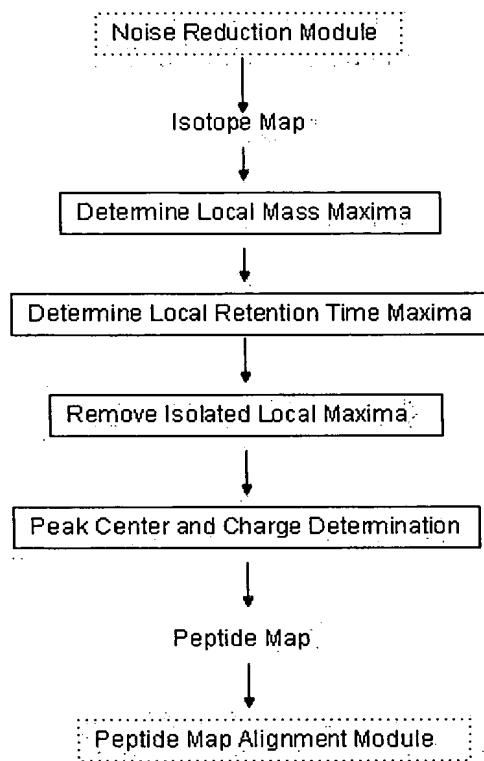 Noise Reduction Module
Isotope Map
Determine Local Mass Maxima
Determine Local Retention Time Maxima
Remove Isolated Local Maxima
Peak Center and Charge Determination
Peptide Map
Peptide Map Alignment Module